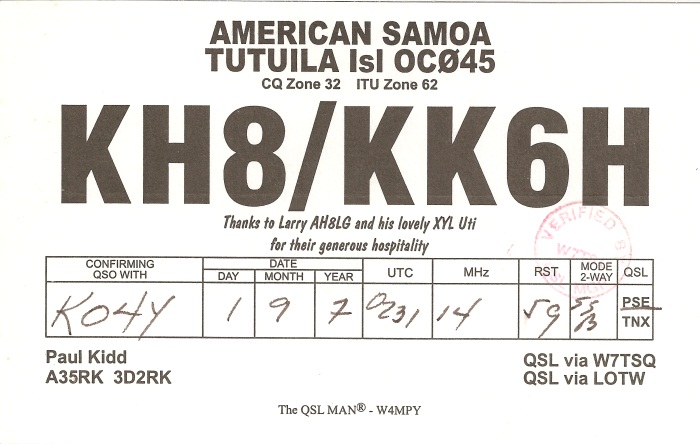 AMERICAN SAMOA
TUTUILA Isl OCØ45
CQ Zone 32 ITU Zone 62
KH8/KK6H
Thanks to Larry AH8LG and his lovely XYL Uti
for their generous hospitality
VERIFIED B
CONFIRMING QSO WITH DATE UTC MHz RST MODE 2-WAY QSL
DAY MONTH YEAR
KO4Y 1 9 7 0231 14 59 PSE
TNX
Paul Kidd QSL via W7TSQ
A35RK 3D2RK QSL via LOTW
The QSL MAN® - W4MPY